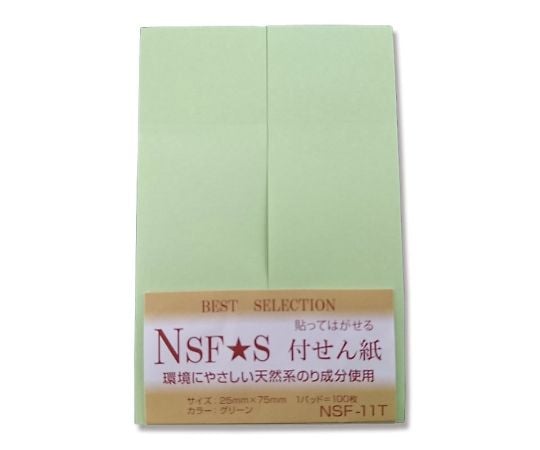 BEST SELECTION
貼ってはがせる
NSF★S 付せん紙
環境にやさしい天然系のり成分使用
サイズ：25mm×75mm 1パッド=100枚
カラー：グリーン NSF-11T